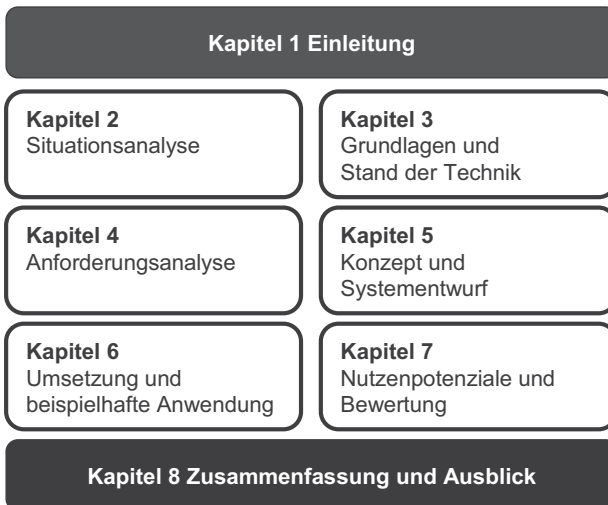 Kapitel 1 Einleitung
Kapitel 2
Situationsanalyse
Kapitel 3
Grundlagen und
Stand der Technik
Kapitel 4
Anforderungsanalyse
Kapitel 5
Konzept und
Systementwurf
Kapitel 6
Umsetzung und
beispielhafte Anwendung
Kapitel 7
Nutzenpotenziale und
Bewertung
Kapitel 8 Zusammenfassung und Ausblick